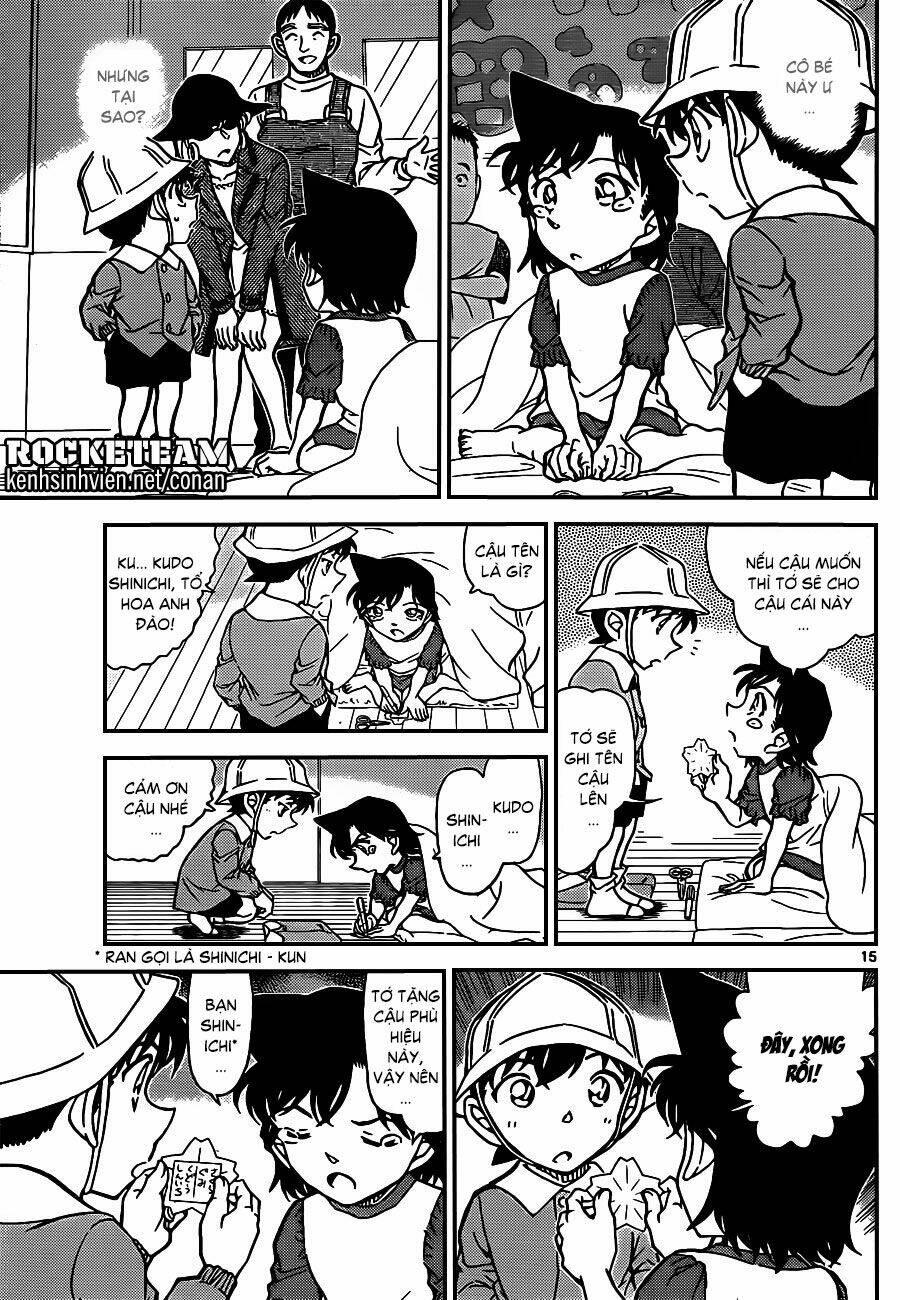 CÔ BÉ
NÀY Ư
...
NHƯNG
TẠI
SAO?
ROCKETEAM
kenhsinhvien.net/conan
NẾU CẬU MUỐN
THÌ TỚ SẼ CHO
CẬU CÁI NÀY
...
TỚ SẼ
GHI TÊN
CẬU
LÊN
...
CẬU TÊN
LÀ GÌ?
KU... KUDO
SHINICHI, TỔ
HOA ANH
ĐÀO!
KUDO
SHIN-
ICHI
...
CẢM ƠN
CẬU NHÉ
...
* RAN GỌI LÀ SHINICHI - KUN
15
ĐÂY, XONG
RỒI!
TỚ TẶNG
CẬU PHÙ
HIỆU
NÀY,
VẬY NÊN
...
BẠN
SHIN-
ICHI*
...